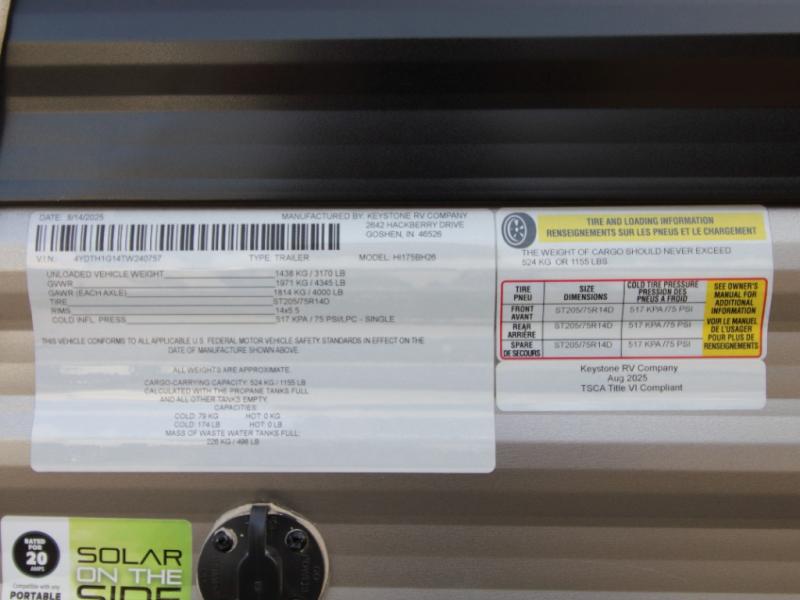 DATE: 8/14/2025
MANUFACTURED BY: KEYSTONE RV COMPANY
2642 HACKBERRY DRIVE
GOSHEN, IN 46526
V.I.N.: 4YDTH1G14TW240757 TYPE: TRAILER MODEL: HI175BH26
UNLOADED VEHICLE WEIGHT 1438 KG / 3170 LB
GVWR 1971 KG / 4345 LB
GAWR (EACH AXLE) 1814 KG / 4000 LB
TIRE ST205/75R14D
RIMS 14x5.5
COLD INFL. PRESS 517 KPA / 75 PSI/LPC - SINGLE
THIS VEHICLE CONFORMS TO ALL APPLICABLE U.S. FEDERAL MOTOR VEHICLE SAFETY STANDARDS IN EFFECT ON THE
DATE OF MANUFACTURE SHOWN ABOVE.
ALL WEIGHTS ARE AVERAGE
CARGO-CARRYING CAPACITY: 524 KG / 1155 LB
CALCULATED WITH THE PROPANE TANKS FULL
AND ALL OTHER TANKS EMPTY.
CAPACITIES:
COLD: 79 KG HOT: 0 KG
COLD: 174 LB HOT: 0 LB
MASS OF WASTE WATER TANKS FULL:
226 KG / 498 LB
TIRE AND LOADING INFORMATION
RENSEIGNEMENTS SUR LES PNEUS ET LE CHARGEMENT
THE WEIGHT OF CARGO SHOULD NEVER EXCEED
524 KG OR 1155 LBS
TIRE
PNEU
SIZE
DIMENSIONS
COLD TIRE PRESSURE
PRESSION DES
PNEUS A FROID
FRONT
AVANT
ST205/75R14D
517 KPA /75 PSI
REAR
ARRIÈRE
ST205/75R14D
517 KPA /75 PSI
SPARE
DE SECOURS
ST205/75R14D
517 KPA /75 PSI
SEE OWNER'S
MANUAL FOR
ADDITIONAL
INFORMATION
VOIR LE MANUEL
DE L'USAGER
POUR PLUS DE
RENSEIGNEMENTS
Keystone RV Company
Aug 2025
TSCA Title VI Compliant
RATED FOR
20
AMPS
Compatible with any
PORTABLE
SOLAR
ON THE
SIDE